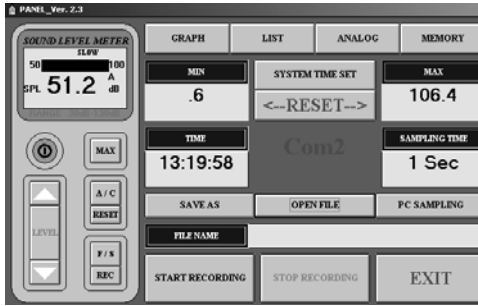 PANEL_Ver. 2.3
SOUND LEVEL METER
SLOW
50 100
SPL 51.2 A dB
GRAPH LIST ANALOG MEMORY
MIN SYSTEM TIME SET MAX
.6 <--RESET--> 106.4
TIME Com2 SAMPLING TIME
13:19:58 1 Sec
MAX
A / C
RESET
LEVEL
F / S
REC
SAVE AS OPEN FILE PC SAMPLING
FILE NAME
START RECORDING STOP RECORDING EXIT